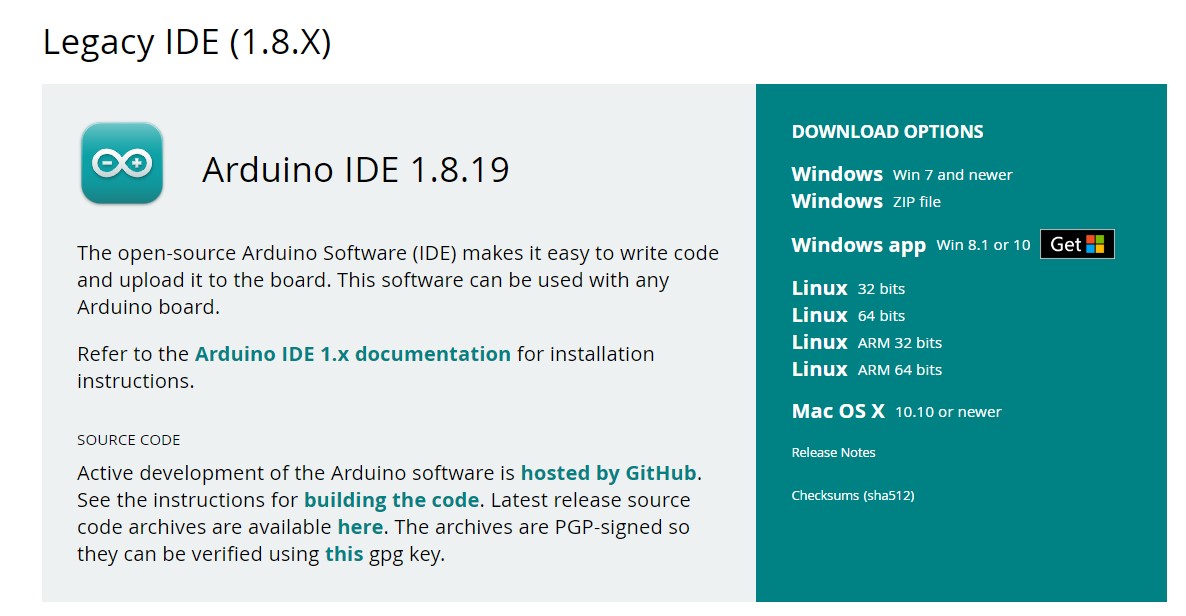 Legacy IDE (1.8.X)
Arduino IDE 1.8.19
The open-source Arduino Software (IDE) makes it easy to write code
and upload it to the board. This software can be used with any
Arduino board.
Refer to the Arduino IDE 1.x documentation for installation
instructions.
SOURCE CODE
Active development of the Arduino software is hosted by GitHub.
See the instructions for building the code. Latest release source
code archives are available here. The archives are PGP-signed so
they can be verified using this gpg key.
DOWNLOAD OPTIONS
Windows Win 7 and newer
Windows ZIP file
Windows app Win 8.1 or 10 Get
Linux 32 bits
Linux 64 bits
Linux ARM 32 bits
Linux ARM 64 bits
Mac OS X 10.10 or newer
Release Notes
Checksums (sha512)